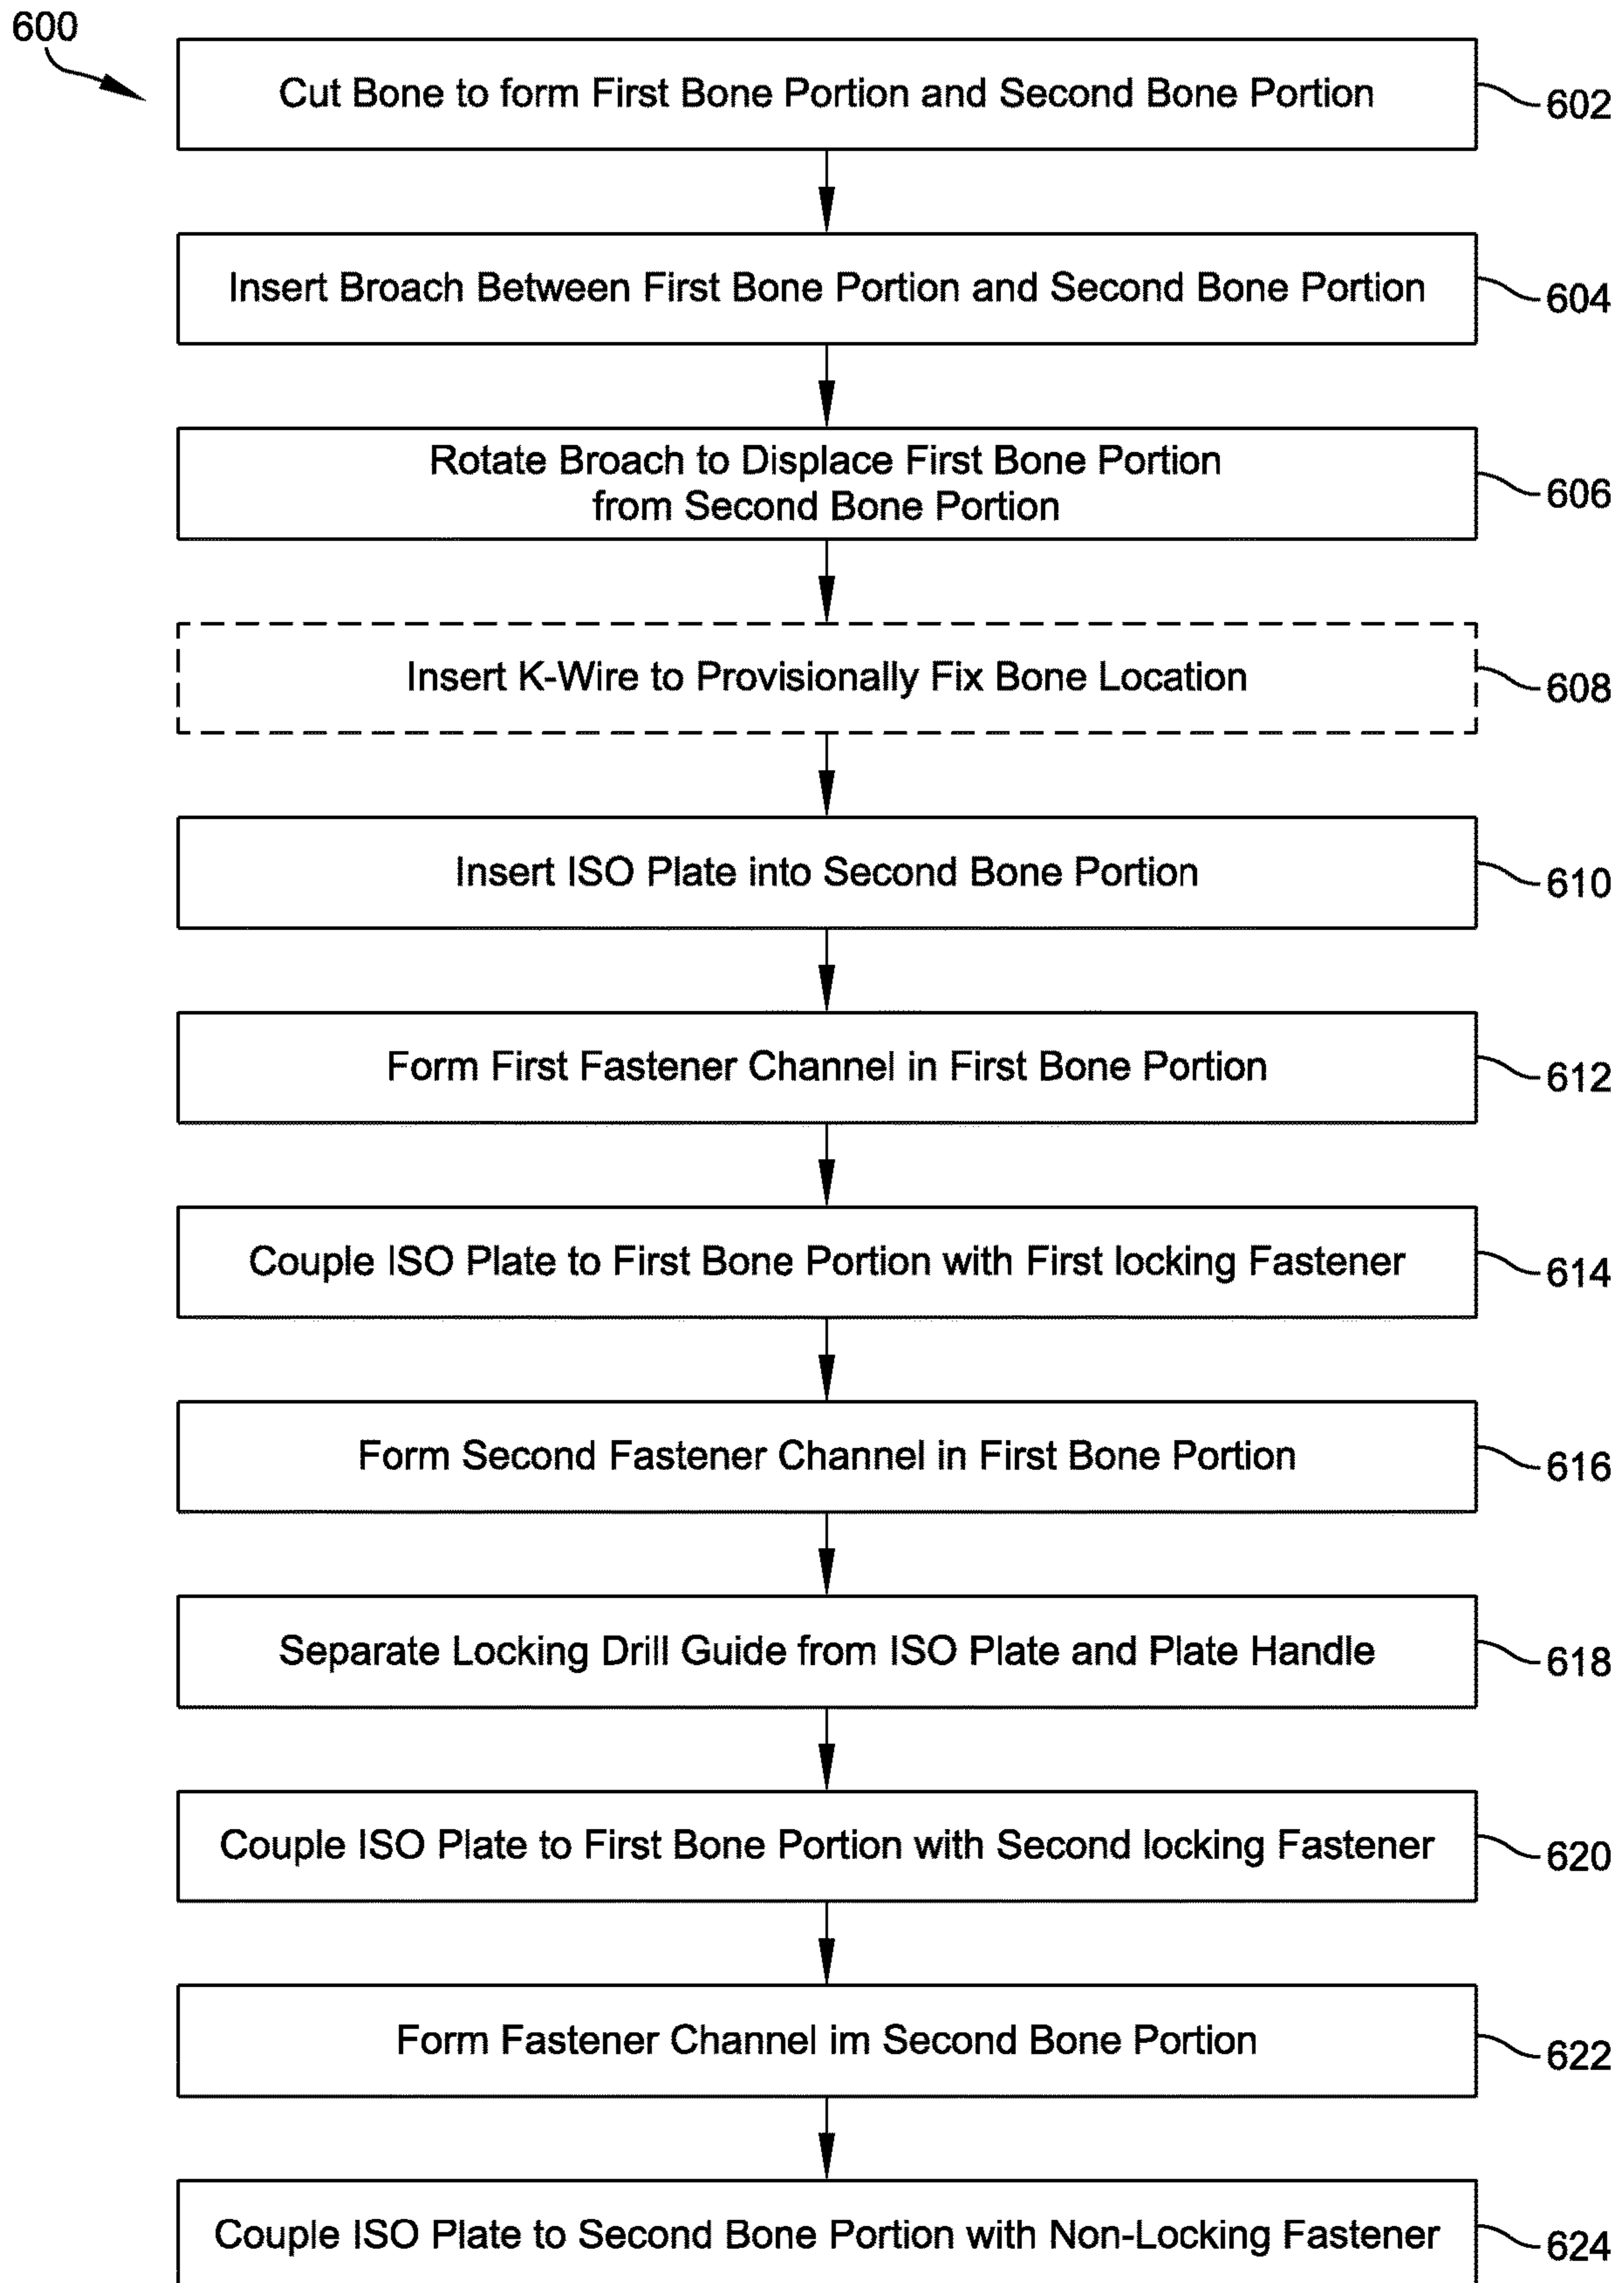 600
Cut Bone to form First Bone Portion and Second Bone Portion
602
Insert Broach Between First Bone Portion and Second Bone Portion
604
Rotate Broach to Displace First Bone Portion
from Second Bone Portion
606
Insert K-Wire to Provisionally Fix Bone Location
608
Insert ISO Plate into Second Bone Portion
610
Form First Fastener Channel in First Bone Portion
612
Couple ISO Plate to First Bone Portion with First locking Fastener
614
Form Second Fastener Channel in First Bone Portion
616
Separate Locking Drill Guide from ISO Plate and Plate Handle
618
Couple ISO Plate to First Bone Portion with Second locking Fastener
620
Form Fastener Channel im Second Bone Portion
622
Couple ISO Plate to Second Bone Portion with Non-Locking Fastener
624